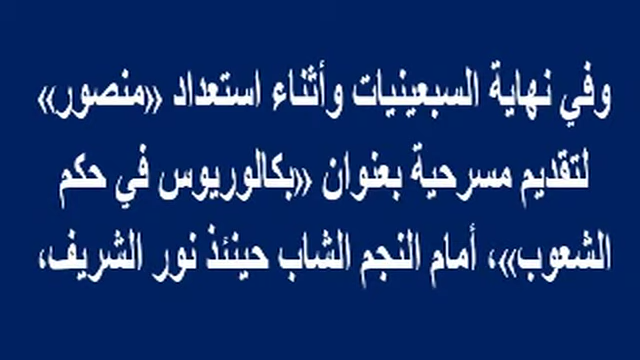 وفي نهاية السبعينيات وأثناء استعداد «منصور»
لتقديم مسرحية بعنوان «بكالوريوس في حكم
الشعوب»، أمام النجم الشاب حينئذ نور الشريف،